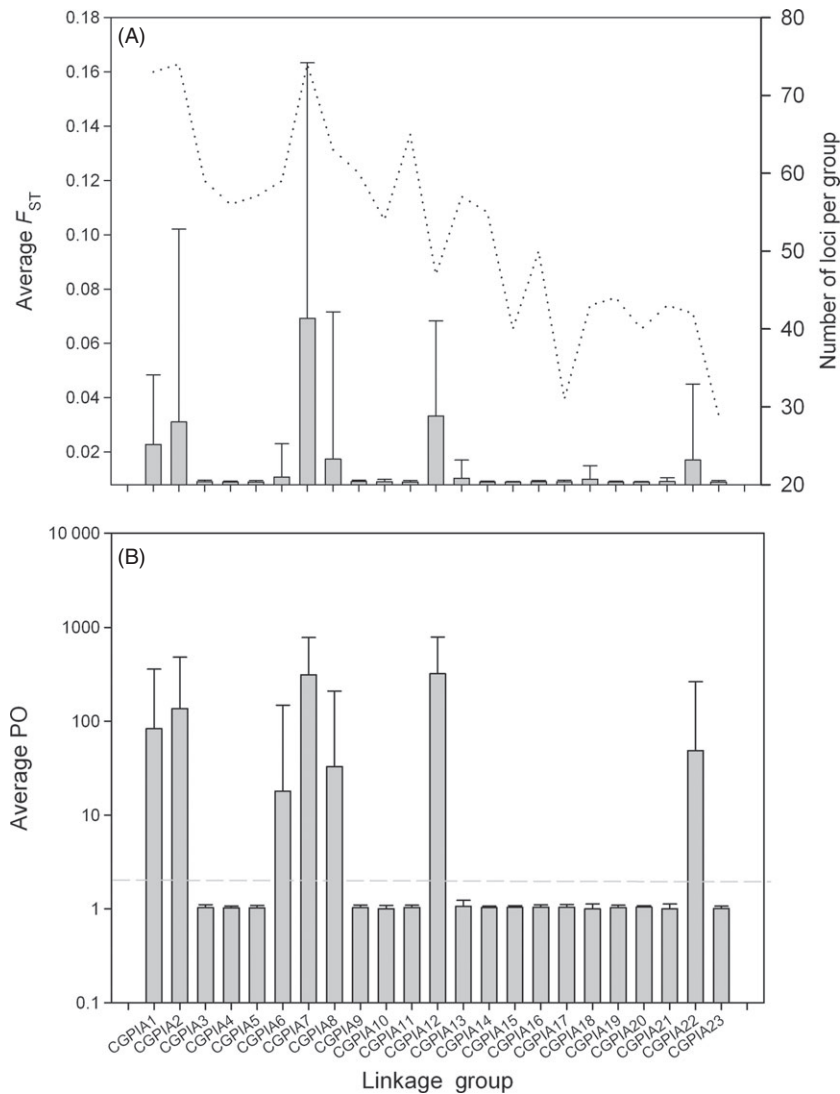 (A)
0.18
0.16
0.14
0.12
0.10
0.08
0.06
0.04
0.02
Average FST
80
70
60
50
40
30
20
Number of loci per group
(B)
10 000
1000
100
10
1
0.1
Average PO
CGPIA1
CGPIA2
CGPIA3
CGPIA4
CGPIA5
CGPIA6
CGPIA7
CGPIA8
CGPIA9
CGPIA10
CGPIA11
CGPIA12
CGPIA13
CGPIA14
CGPIA15
CGPIA16
CGPIA17
CGPIA18
CGPIA19
CGPIA20
CGPIA21
CGPIA22
CGPIA23
Linkage group